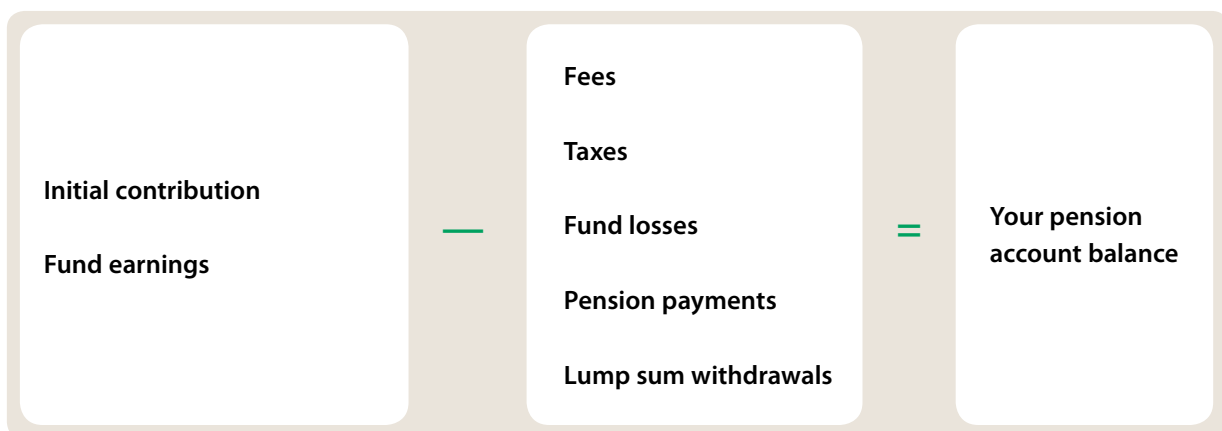 Initial contribution
Fund earnings
—
Fees
Taxes
Fund losses
Pension payments
Lump sum withdrawals
=
Your pension
account balance